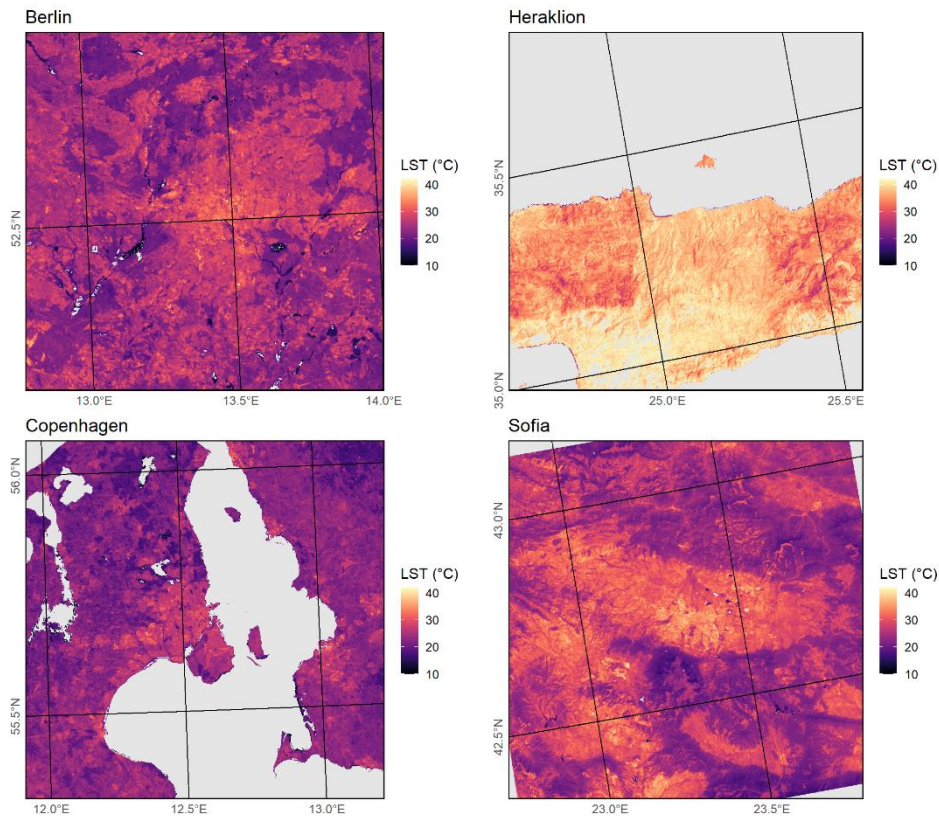 Berlin
52.5°N
13.0°E 13.5°E 14.0°E
LST (°C)
40
30
20
10
Heraklion
35.5°N
35.0°N
25.0°E 25.5°E
LST (°C)
40
30
20
10
Copenhagen
56.0°N
55.5°N
12.0°E 12.5°E 13.0°E
LST (°C)
40
30
20
10
Sofia
43.0°N
42.5°N
23.0°E 23.5°E
LST (°C)
40
30
20
10